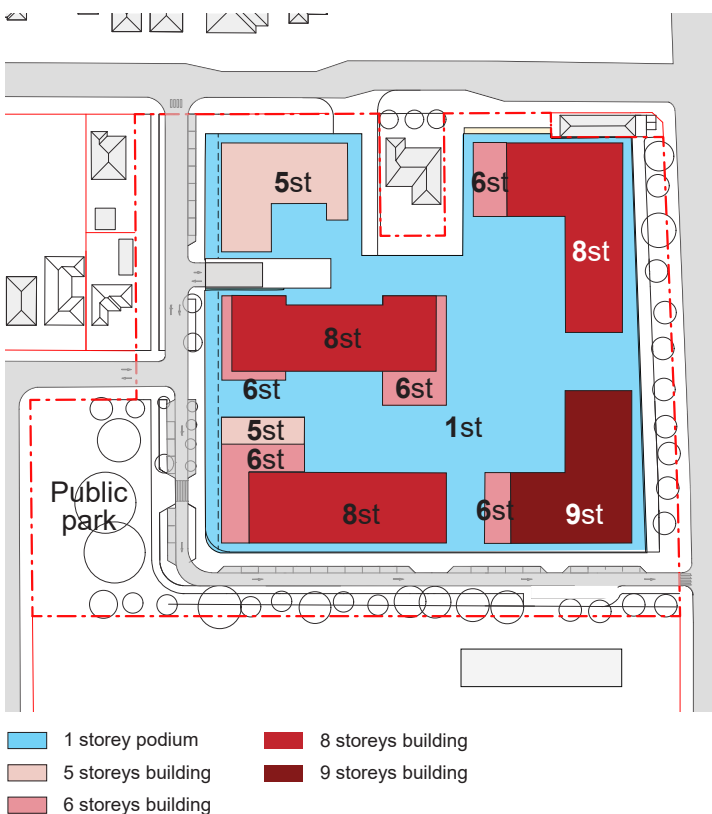 5st
6st
8st
8st
6st
6st
5st
1st
6st
Public
park
8st
6st
9st
1 storey podium
8 storeys building
5 storeys building
9 storeys building
6 storeys building